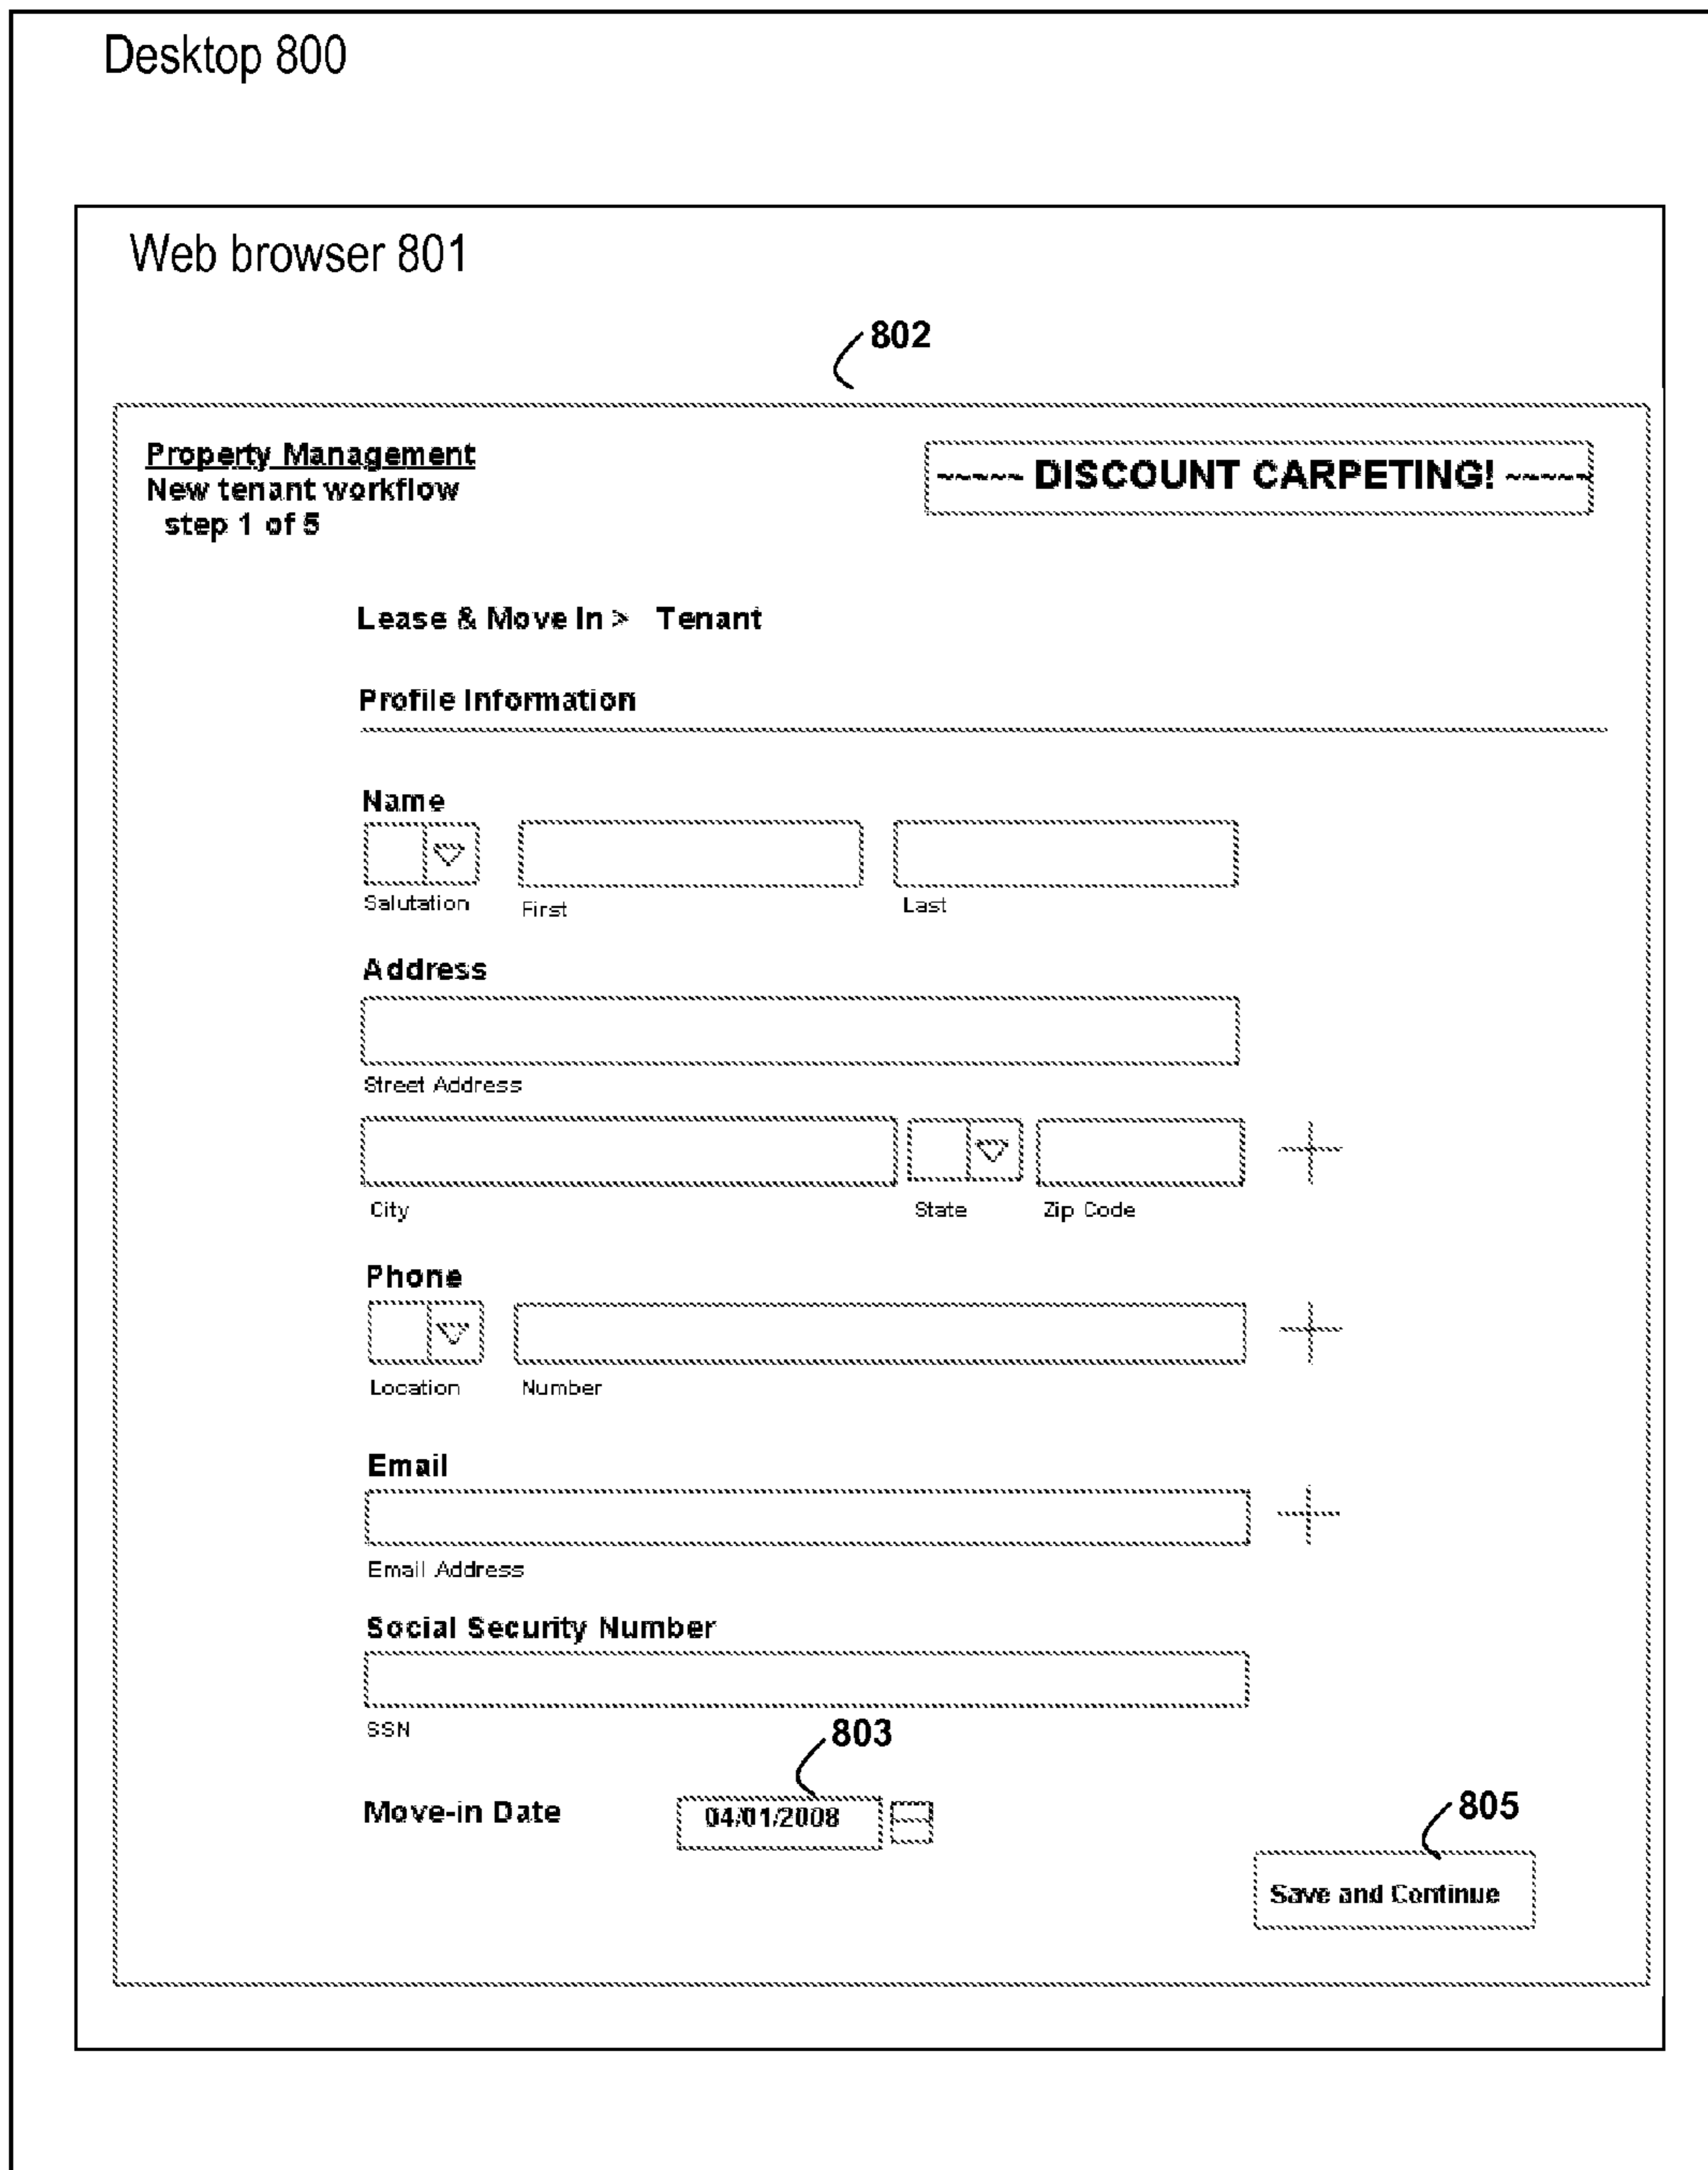 Desktop 800
Web browser 801
802
Property Management
New tenant workflow
step 1 of 5
~~~~~ DISCOUNT CARPETING! ~~~~~
Lease & Move In > Tenant
Profile Information
Name
Salutation First Last
Address
Street Address
City State Zip Code
Phone
Location Number
Email
Email Address
Social Security Number
SSN
803
Move-in Date 04/01/2008
805
Save and Continue